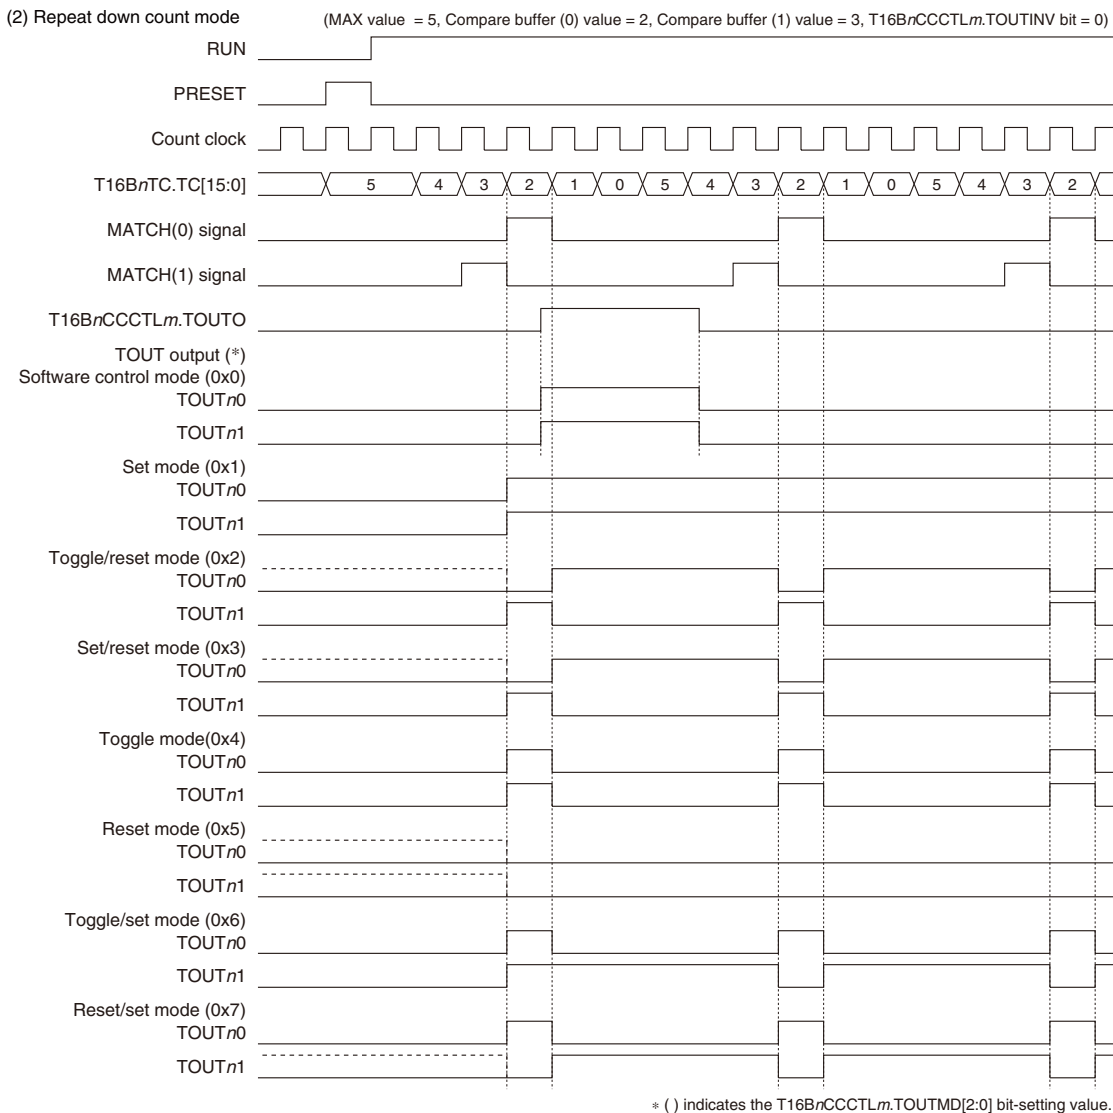 (2) Repeat down count mode (MAX value = 5, Compare buffer (0) value = 2, Compare buffer (1) value = 3, T16BnCCCTLm.TOUTINV bit = 0)
RUN
PRESET
Count clock
T16BnTC.TC[15:0] 5 4 3 2 1 0 5 4 3 2 1 0 5 4 3 2
MATCH(0) signal
MATCH(1) signal
T16BnCCCTLm.TOUTO
TOUT output (*)
Software control mode (0x0)
TOUTn0
TOUTn1
Set mode (0x1)
TOUTn0
TOUTn1
Toggle/reset mode (0x2)
TOUTn0
TOUTn1
Set/reset mode (0x3)
TOUTn0
TOUTn1
Toggle mode(0x4)
TOUTn0
TOUTn1
Reset mode (0x5)
TOUTn0
TOUTn1
Toggle/set mode (0x6)
TOUTn0
TOUTn1
Reset/set mode (0x7)
TOUTn0
TOUTn1
* ( ) indicates the T16BnCCCTLm.TOUTMD[2:0] bit-setting value.